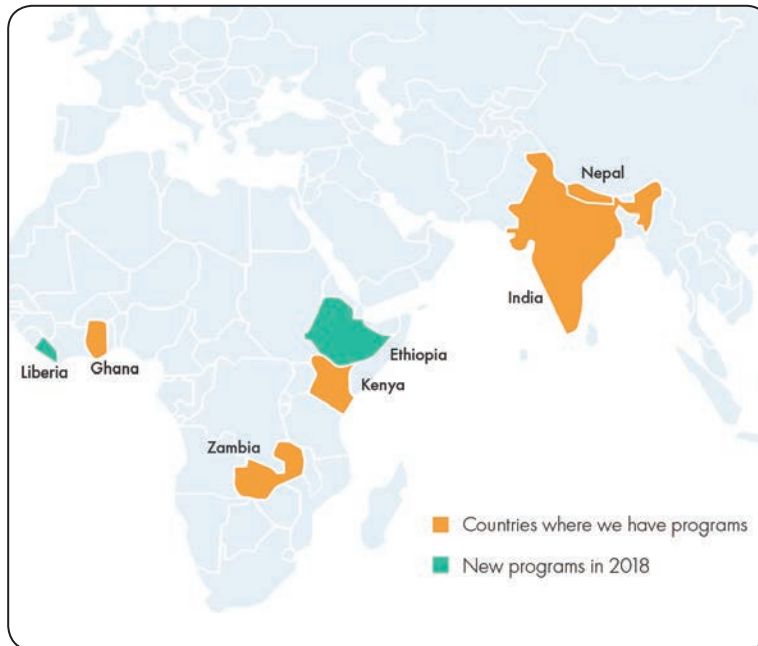 Nepal
India
Ethiopia
Liberia
Ghana
Kenya
Zambia
Countries where we have programs
New programs in 2018